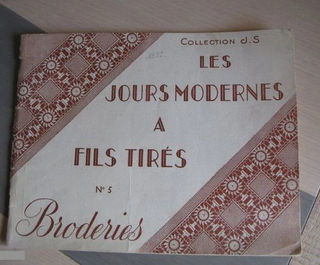 COLLECTION J.S
LES
JOURS MODERNES
A
FILS TIRÉS
N° 5
Broderies